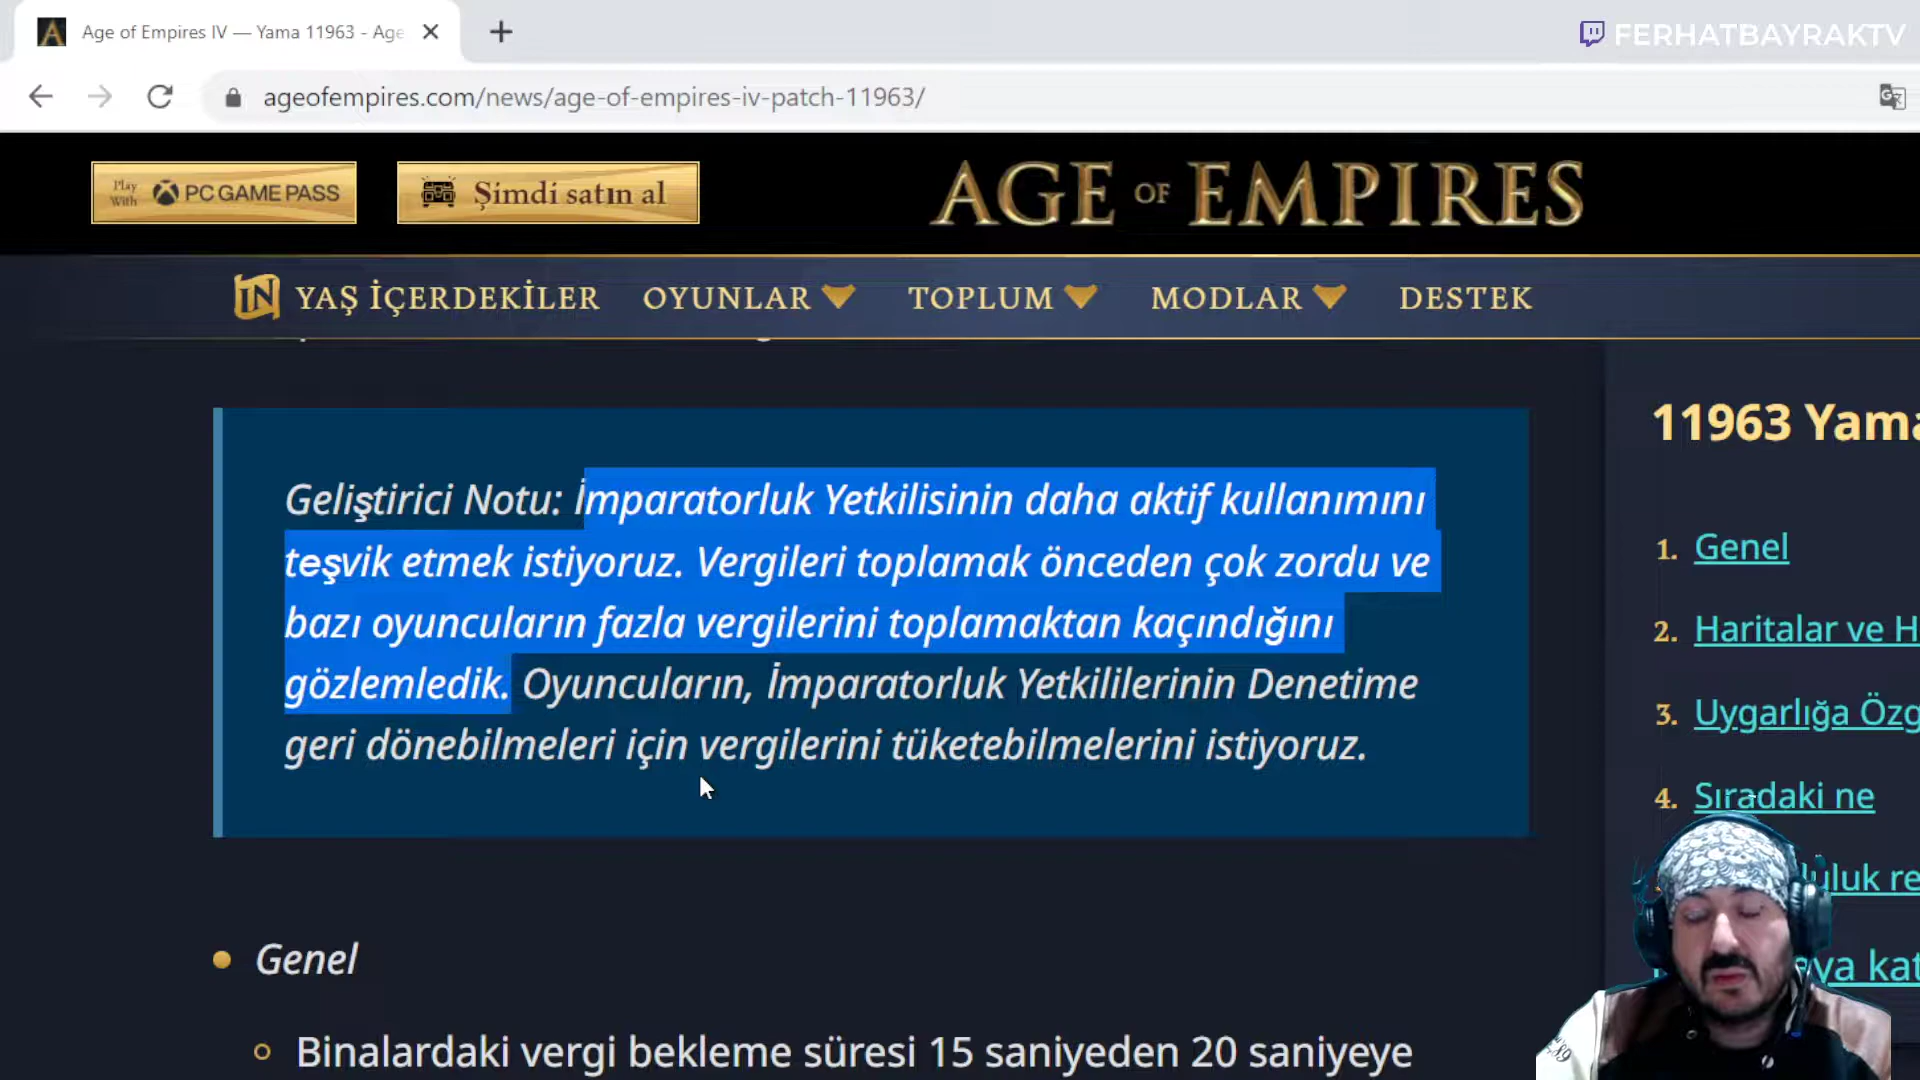 Age of Empires IV — Yama 11963 - Age
FERHATBAYRAKTV
ageofempires.com/news/age-of-empires-iv-patch-11963/
Play With PC GAME PASS
Şimdi satın al
AGE OF EMPIRES
IN YAŞ İÇERDEKİLER OYUNLAR TOPLUM MODLAR DESTEK
Geliştirici Notu: İmparatorluk Yetkilisinin daha aktif kullanımını
teşvik etmek istiyoruz. Vergileri toplamak önceden çok zordu ve
bazı oyuncuların fazla vergilerini toplamaktan kaçındığını
gözlemledik. Oyuncuların, İmparatorluk Yetkililerinin Denetime
geri dönebilmeleri için vergilerini tüketebilmelerini istiyoruz.
Genel
Binalardaki vergi bekleme süresi 15 saniyeden 20 saniyeye
11963 Yama
1. Genel
2. Haritalar ve H
3. Uygarlığa Özg
4. Sıradaki ne